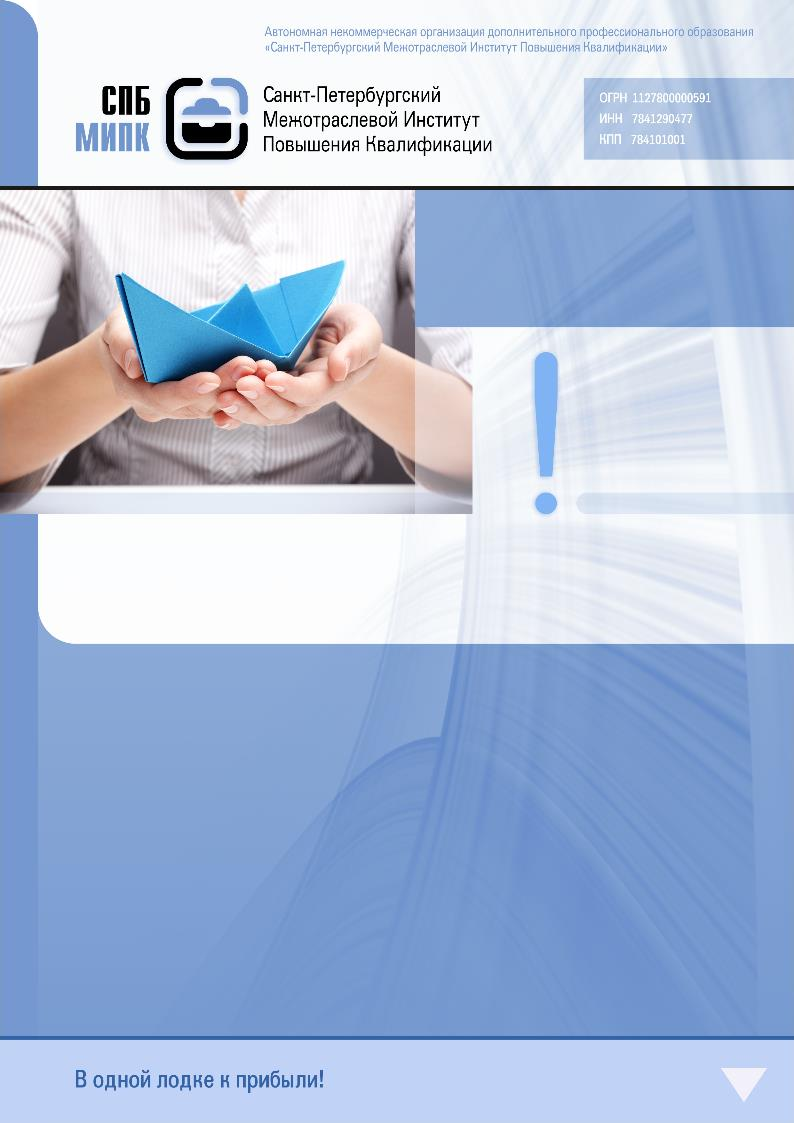 Автономная некоммерческая организация дополнительного профессионального образования
«Санкт-Петербургский Межотраслевой Институт Повышения Квалификации»
СПБ
МИПК
Санкт-Петербургский
Межотраслевой Институт
Повышения Квалификации
ОГРН 1127800000591
ИНН 7841290477
КПП 784101001
!
В одной лодке к прибыли!